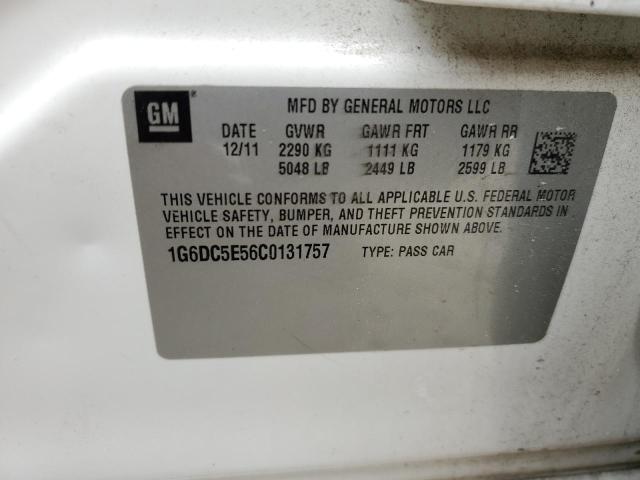 GM
MFD BY GENERAL MOTORS LLC
DATE GVWR GAWR FRT GAWR RR
12/11 2290 KG 1111 KG 1179 KG
5048 LB 2449 LB 2599 LB
THIS VEHICLE CONFORMS TO ALL APPLICABLE U.S. FEDERAL MOTOR
VEHICLE SAFETY, BUMPER, AND THEFT PREVENTION STANDARDS IN
EFFECT ON THE DATE OF MANUFACTURE SHOWN ABOVE.
1G6DC5E56C0131757 TYPE: PASS CAR